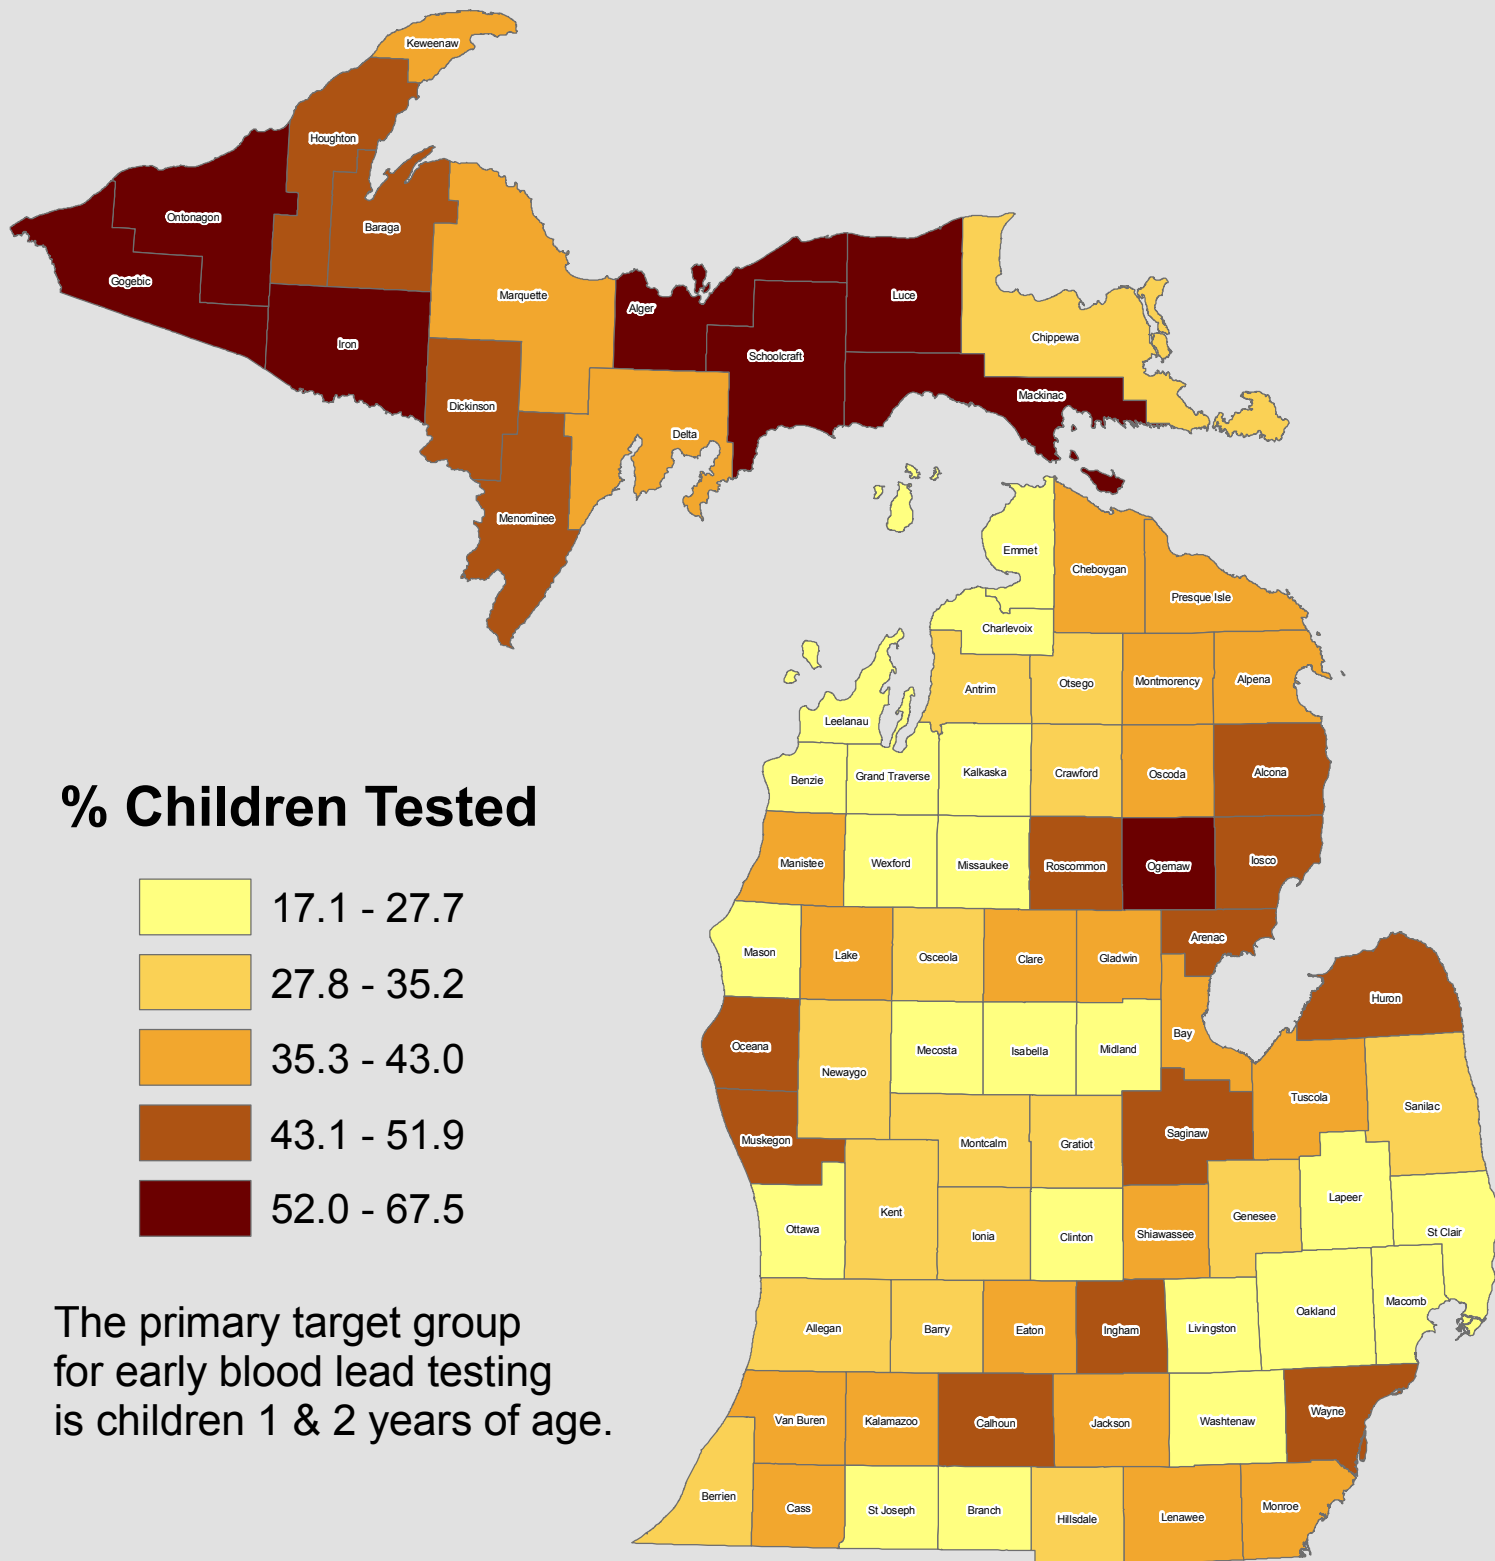 Keweenaw
Houghton
Ontonagon
Baraga
Gogebic
Marquette
Luce
Alger
Chippewa
Iron
Schoolcraft
Mackinac
Dickinson
Delta
Menominee
Emmet
Cheboygan
Presque Isle
Charlevoix
Antrim
Otsego
Montmorency
Alpena
Leelanau
Benzie
Grand Traverse
Kalkaska
Crawford
Oscoda
Alcona
Manistee
Wexford
Missaukee
Roscommon
Ogemaw
Iosco
Mason
Lake
Osceola
Clare
Gladwin
Arenac
Huron
Oceana
Newaygo
Mecosta
Isabella
Midland
Bay
Tuscola
Sanilac
Muskegon
Montcalm
Gratiot
Saginaw
Ottawa
Kent
Ionia
Clinton
Shiawassee
Genesee
Lapeer
St Clair
Allegan
Barry
Eaton
Ingham
Livingston
Oakland
Macomb
Van Buren
Kalamazoo
Calhoun
Jackson
Washtenaw
Wayne
Berrien
Cass
St Joseph
Branch
Hillsdale
Lenawee
Monroe
% Children Tested
17.1 - 27.7
27.8 - 35.2
35.3 - 43.0
43.1 - 51.9
52.0 - 67.5
The primary target group
for early blood lead testing
is children 1 & 2 years of age.